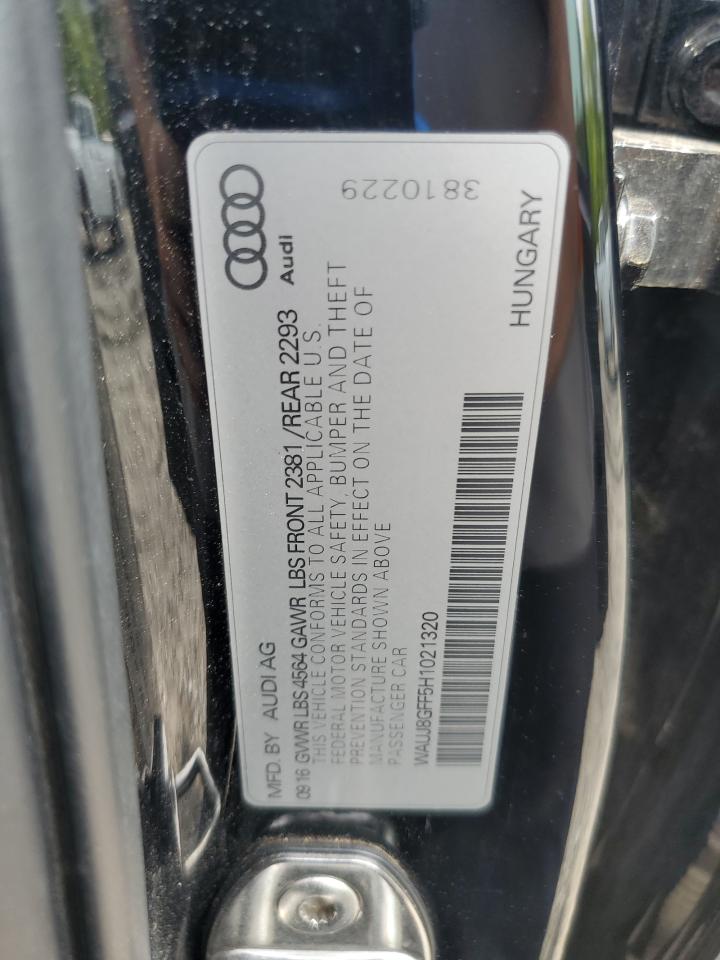 Audi
3810229
MFD. BY AUDI AG
09 16 GVWR LBS 4564 GAWR LBS FRONT 2381 /REAR 2293
THIS VEHICLE CONFORMS TO ALL APPLICABLE U.S.
FEDERAL MOTOR VEHICLE SAFETY, BUMPER AND THEFT
PREVENTION STANDARDS IN EFFECT ON THE DATE OF
MANUFACTURE SHOWN ABOVE
PASSENGER CAR
WAUJ8GFF5H1021320
HUNGARY